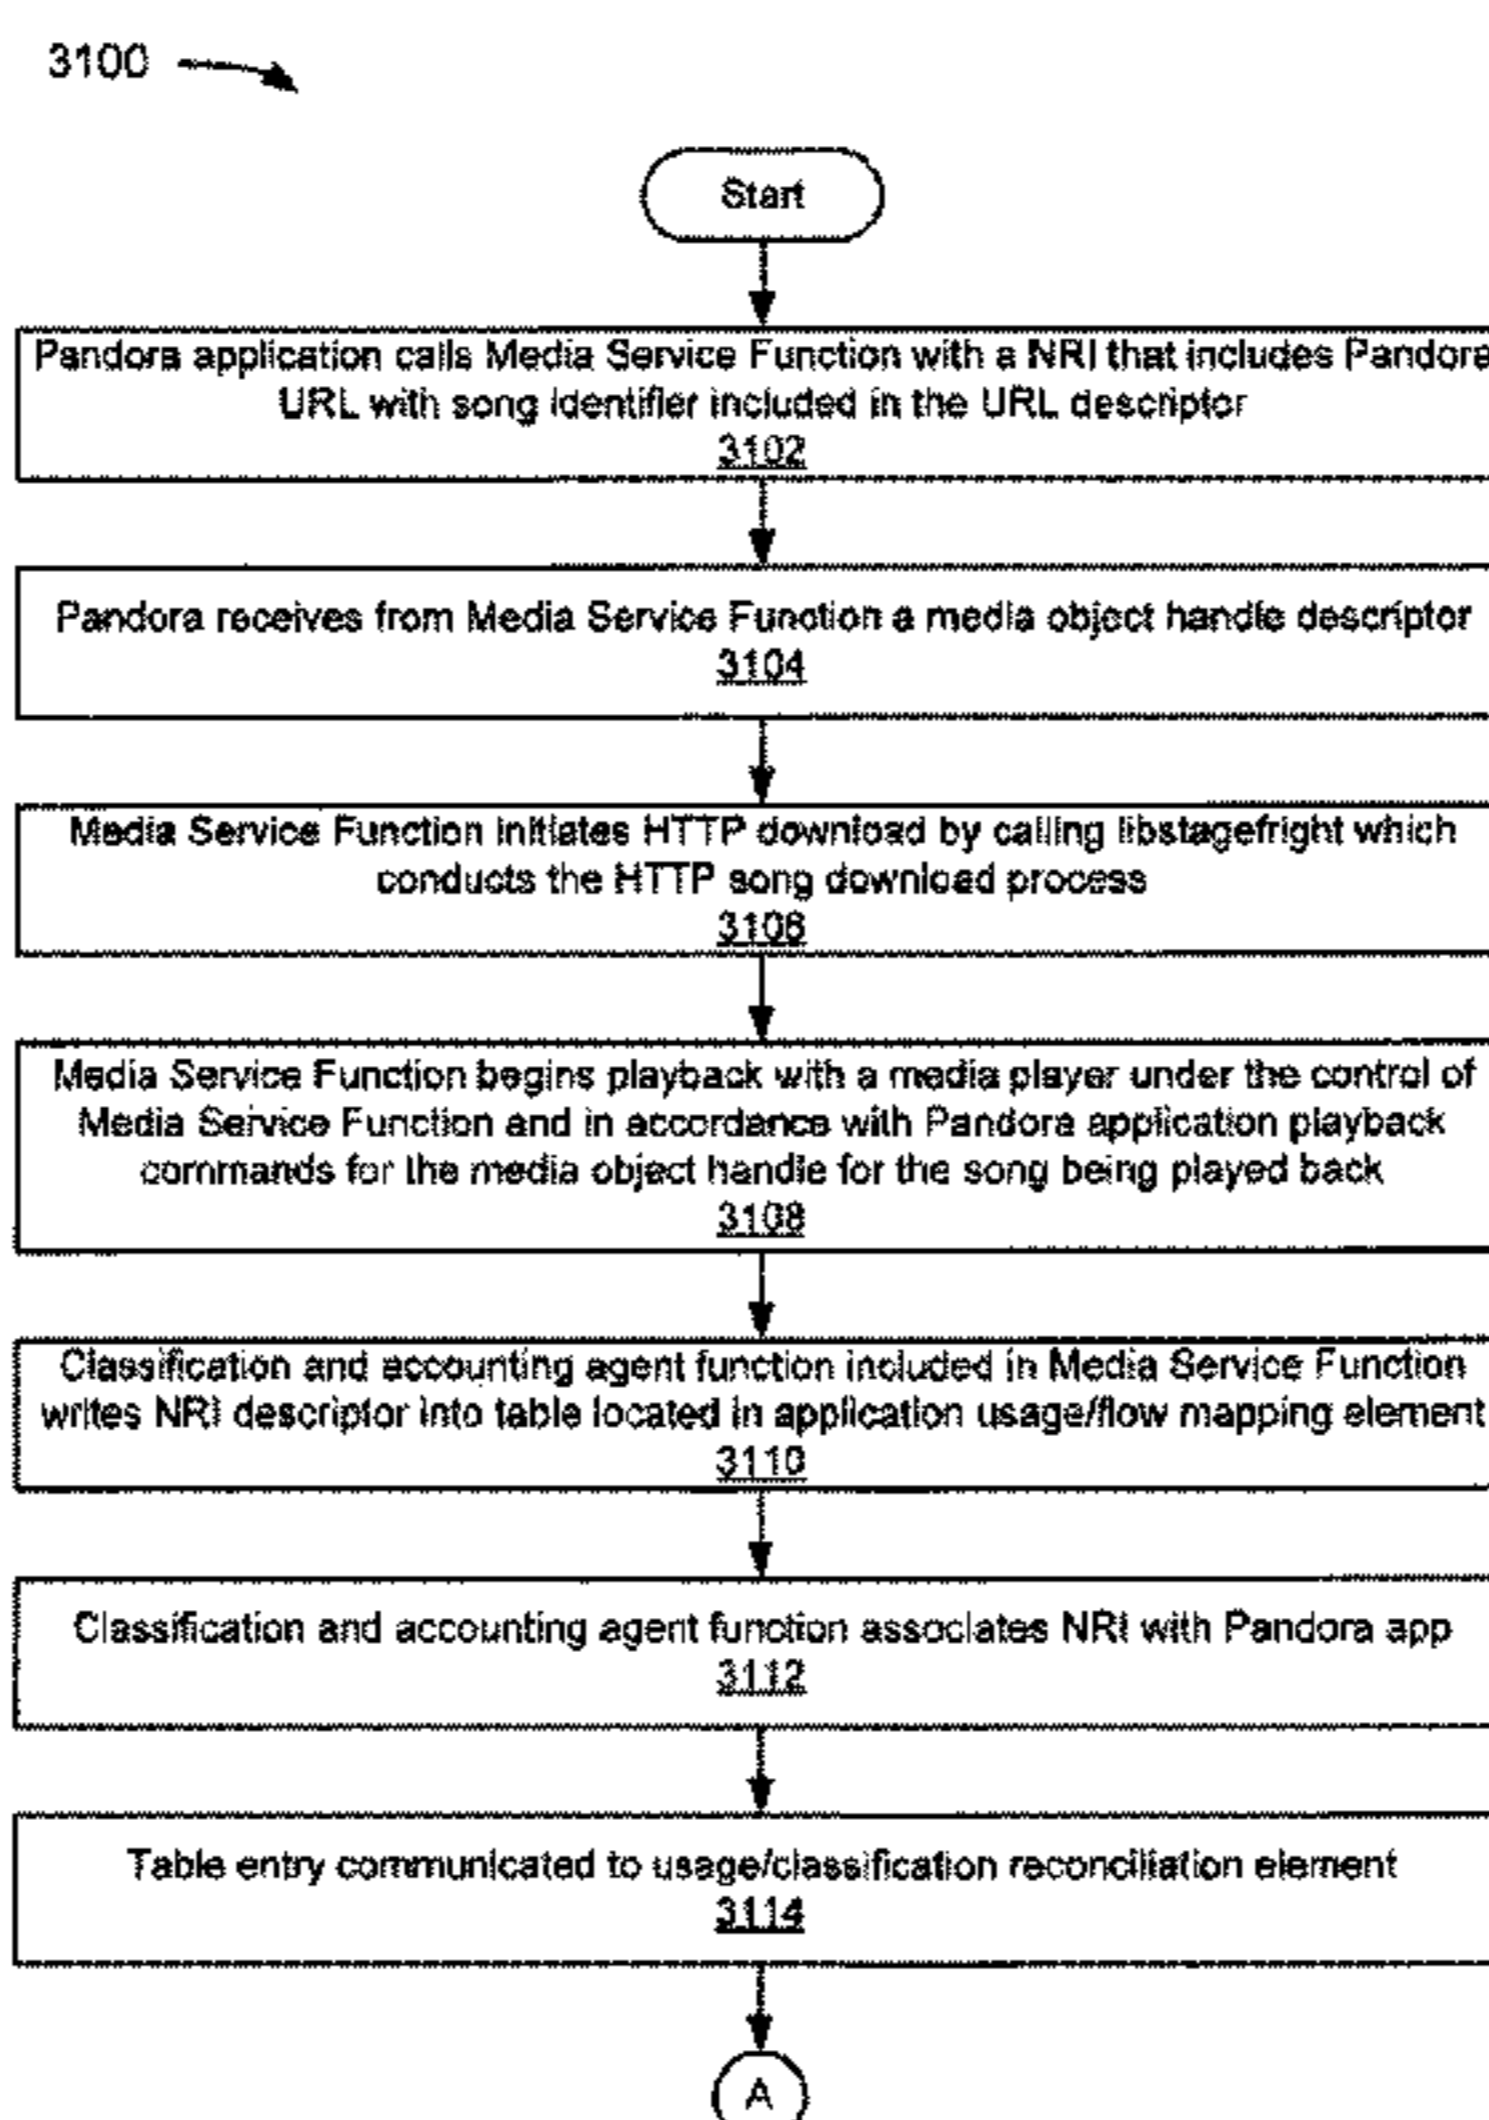 3100
Start
Pandora application calls Media Service Function with a NRI that includes Pandora
URL with song identifier included in the URL descriptor
3102
Pandora receives from Media Service Function a media object handle descriptor
3104
Media Service Function initiates HTTP download by calling libstagefright which
conducts the HTTP song download process
3106
Media Service Function begins playback with a media player under the control of
Media Service Function and in accordance with Pandora application playback
commands for the media object handle for the song being played back
3108
Classification and accounting agent function included in Media Service Function
writes NRI descriptor into table located in application usage/flow mapping element
3110
Classification and accounting agent function associates NRI with Pandora app
3112
Table entry communicated to usage/classification reconciliation element
3114
A